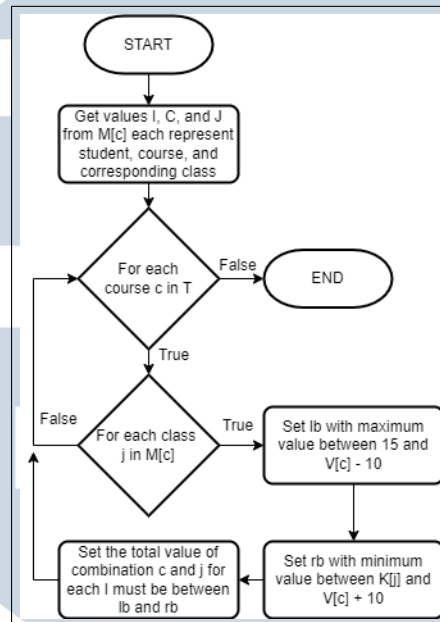 START
Get values I, C, and J
from M[c] each represent
student, course, and
corresponding class
For each
course c in T
False
END
True
For each class
j in M[c]
False
True
Set lb with maximum
value between 15 and
V[c] - 10
Set rb with minimum
value between K[j] and
V[c] + 10
Set the total value of
combination c and j for
each I must be between
lb and rb